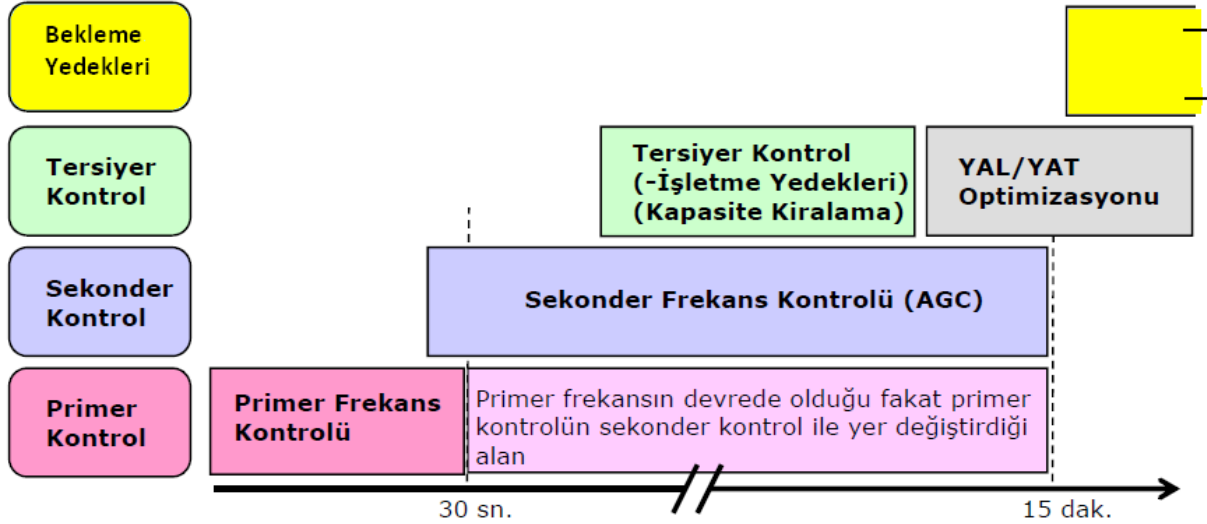 Bekleme
Yedekleri
Tersiyer
Kontrol
Tersiyer Kontrol
(-İşletme Yedekleri)
(Kapasite Kiralama)
YAL/YAT
Optimizasyonu
Sekonder
Kontrol
Sekonder Frekans Kontrolü (AGC)
Primer
Kontrol
Primer Frekans
Kontrolü
Primer frekansın devrede olduğu fakat primer
kontrolün sekonder kontrol ile yer değiştirdiği
alan
30 sn.
15 dak.